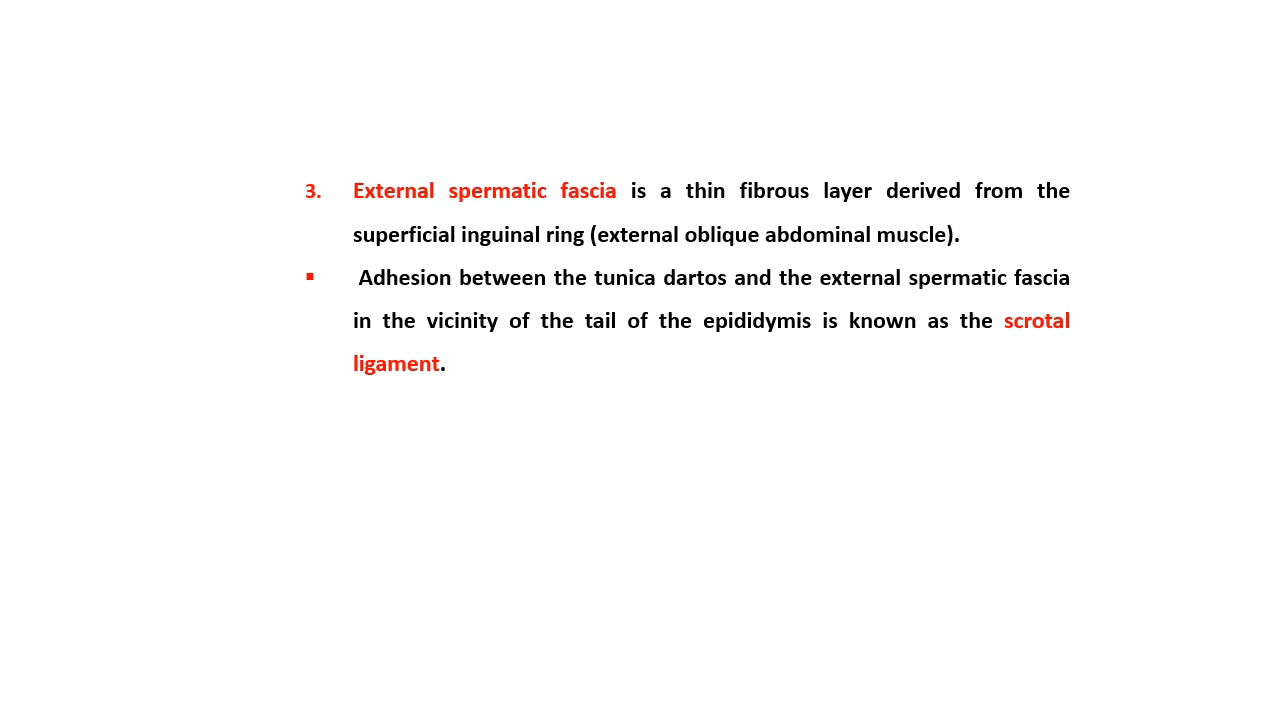 3. External spermatic fascia is a thin fibrous layer derived from the
superficial inguinal ring (external oblique abdominal muscle).
▪ Adhesion between the tunica dartos and the external spermatic fascia
in the vicinity of the tail of the epididymis is known as the scrotal
ligament.